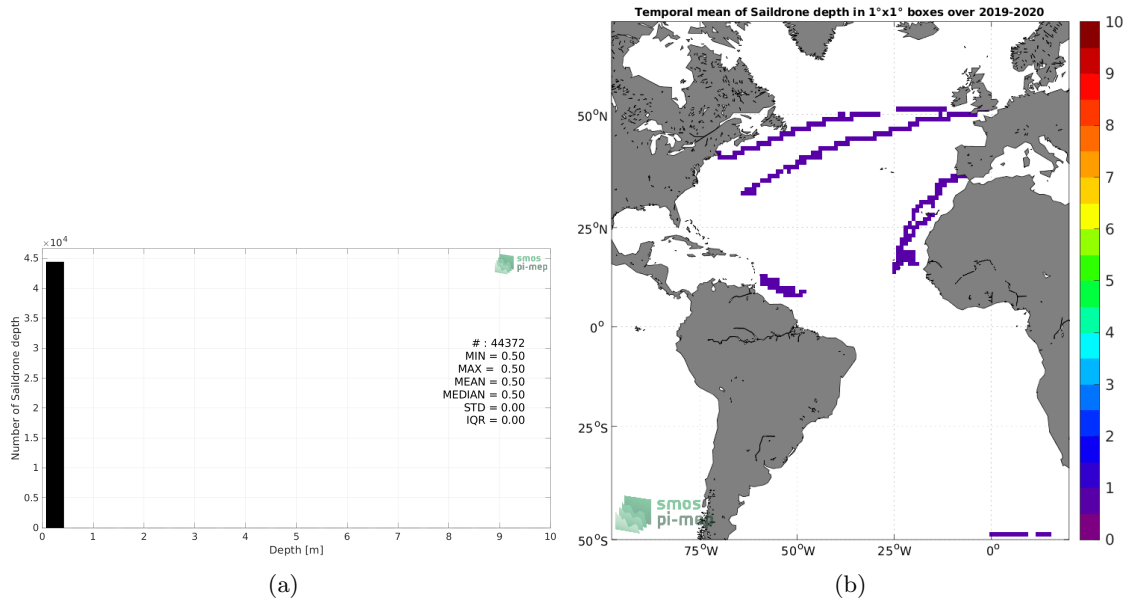 Temporal mean of Saildrone depth in 1°x1° boxes over 2019-2020
×10⁴
4.5
4
3.5
3
2.5
2
1.5
1
0.5
0
Number of Saildrone depth
smos
pi-mep
# : 44372
MIN = 0.50
MAX = 0.50
MEAN = 0.50
MEDIAN = 0.50
STD = 0.00
IQR = 0.00
0 1 2 3 4 5 6 7 8 9 10
Depth [m]
(a)
50°N
25°N
0°
25°S
50°S
75°W 50°W 25°W 0°
smos
pi-mep
10
9
8
7
6
5
4
3
2
1
0
(b)